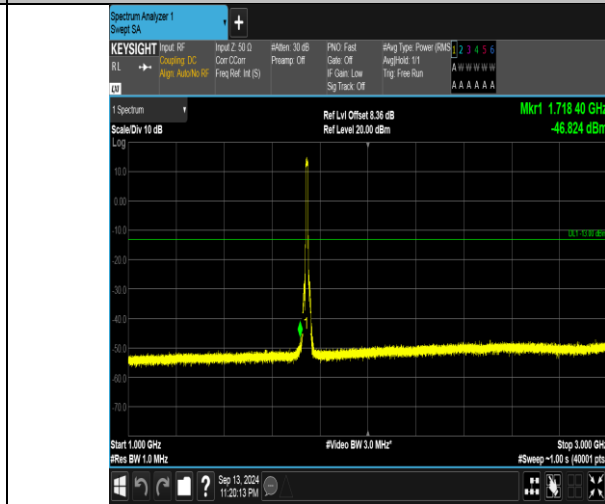 Spectrum Analyzer 1
Swept SA
+
KEYSIGHT Input: RF Input Z: 50 Ω #Atten: 30 dB PNO: Fast #Avg Type: Power (RMS 1 2 3 4 5 6
RL Coupling: DC Corr CCorr Preamp: Off Gate: Off Avg|Hold: 1/1 A W W W W W
Align: Auto/No RF Freq Ref: Int (S) IF Gain: Low Trig: Free Run
Sig Track: Off A A A A A A
LXI
1 Spectrum Ref Lvl Offset 8.36 dB Mkr1 1.718 40 GHz
Scale/Div 10 dB Ref Level 20.00 dBm -46.824 dBm
Log
10.0
0.00
-10.0
DL1 -13.00 dBm
-20.0
-30.0
-40.0
-50.0
-60.0
-70.0
Start 1.000 GHz #Video BW 3.0 MHz* Stop 3.000 GHz
#Res BW 1.0 MHz #Sweep ~1.00 s (40001 pts
? Sep 13, 2024
11:20:13 PM